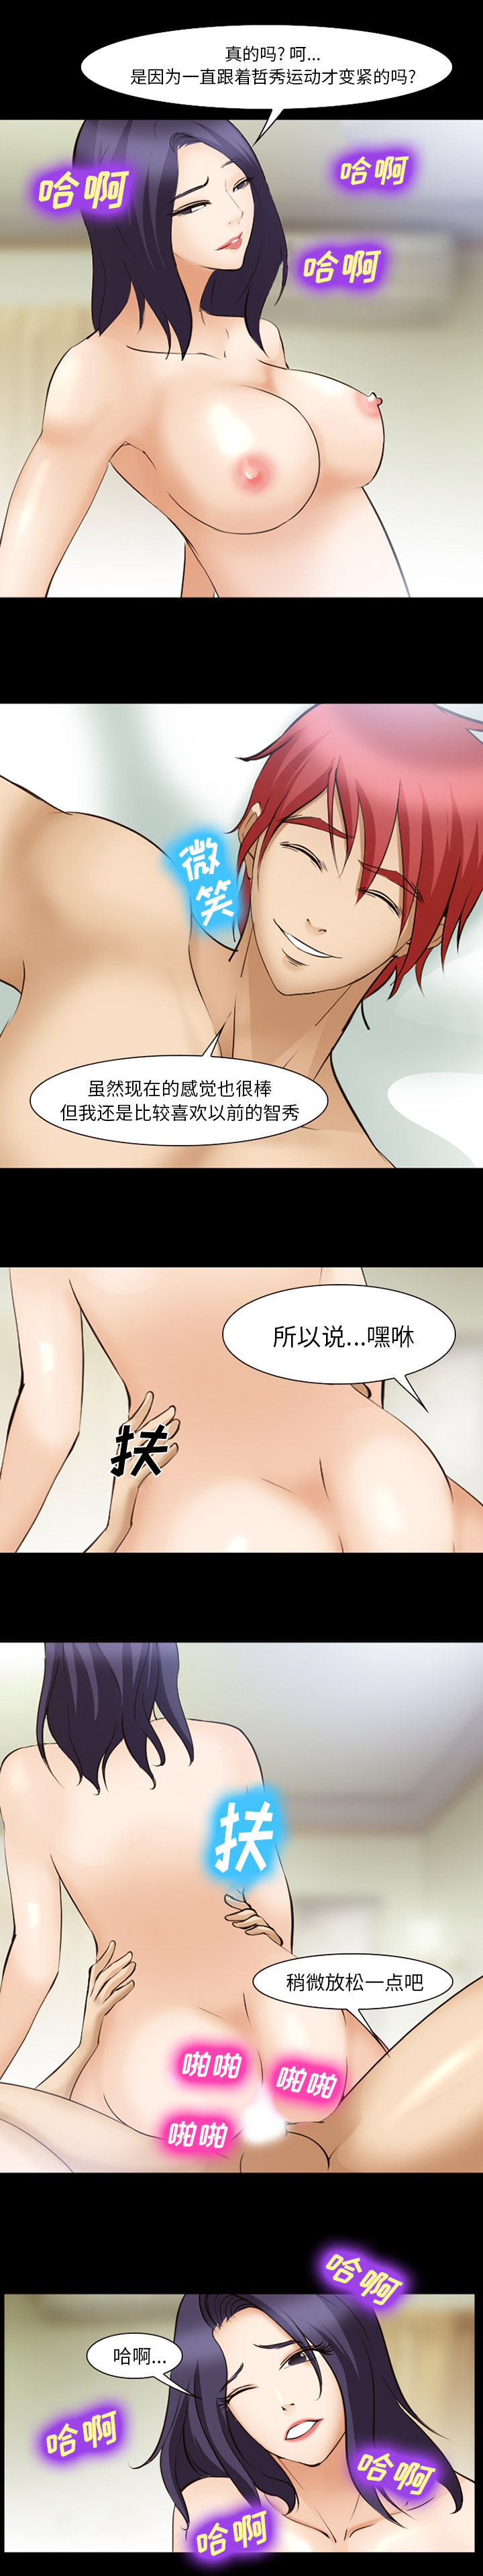 真的吗? 呵...
是因为一直跟着哲秀运动才变紧的吗?
哈啊
哈啊
哈啊
微笑
虽然现在的感觉也很棒
但我还是比较喜欢以前的智秀
所以说...嘿咻
扶
扶
稍微放松一点吧
啪啪
啪啪
啪啪
哈啊
哈啊...
哈啊
哈啊
哈啊